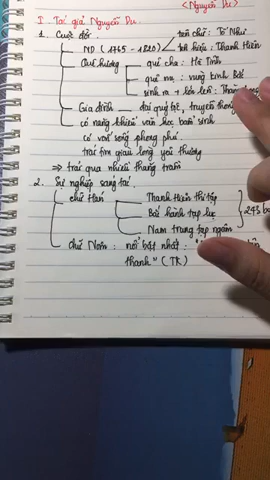 <Nguyễn Du>
I. Tác giả Nguyễn Du.
1. Cuộc đời:
tên chữ: Tố Như
ND (1765 - 1820)
tên hiệu: Thanh Hiên
Quê hương
quê cha: Hà Tĩnh
quê mẹ: vùng kinh Bắc
sinh ra + lớn lên: Thăng
Gia đình: đại quý tộc, truyền thống
có năng khiếu văn học bẩm sinh
có vốn sống phong phú
trái tim giàu lòng yêu thương
⇒ trải qua nhiều thăng trầm
2. Sự nghiệp sáng tác
chữ Hán
Thanh Hiên thi tập
Bắc hành tạp lục
Nam trung tạp ngâm
chữ Nôm: nổi bật nhất:
thanh" (TK)